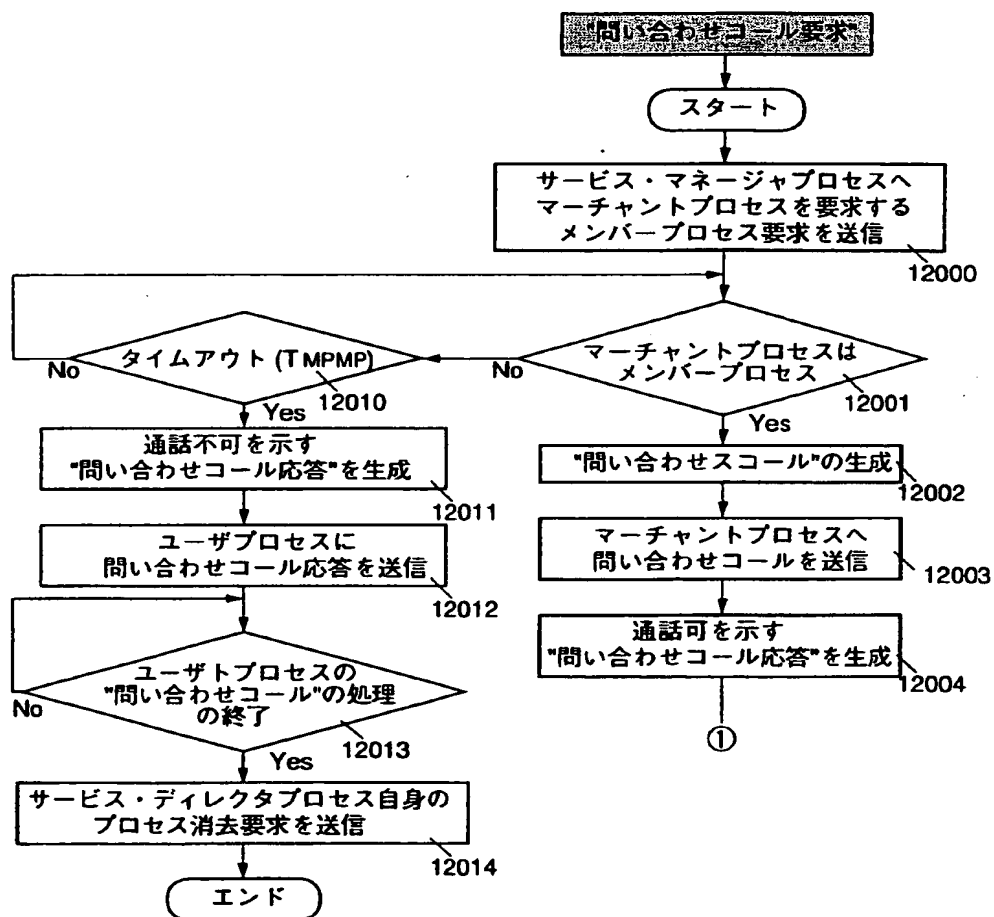 "問い合わせコール要求"
スタート
サービス・マネージャプロセスへ
マーチャントプロセスを要求する
メンバープロセス要求を送信
12000
マーチャントプロセスは
メンバープロセス
12001
No
Yes
タイムアウト(TMPMP)
12010
No
Yes
通話不可を示す
"問い合わせコール応答"を生成
12011
ユーザプロセスに
問い合わせコール応答を送信
12012
ユーザトプロセスの
"問い合わせコール"の処理
の終了
12013
No
Yes
サービス・ディレクタプロセス自身の
プロセス消去要求を送信
12014
エンド
"問い合わせスコール"の生成
12002
マーチャントプロセスへ
問い合わせコールを送信
12003
通話可を示す
"問い合わせコール応答"を生成
12004
①